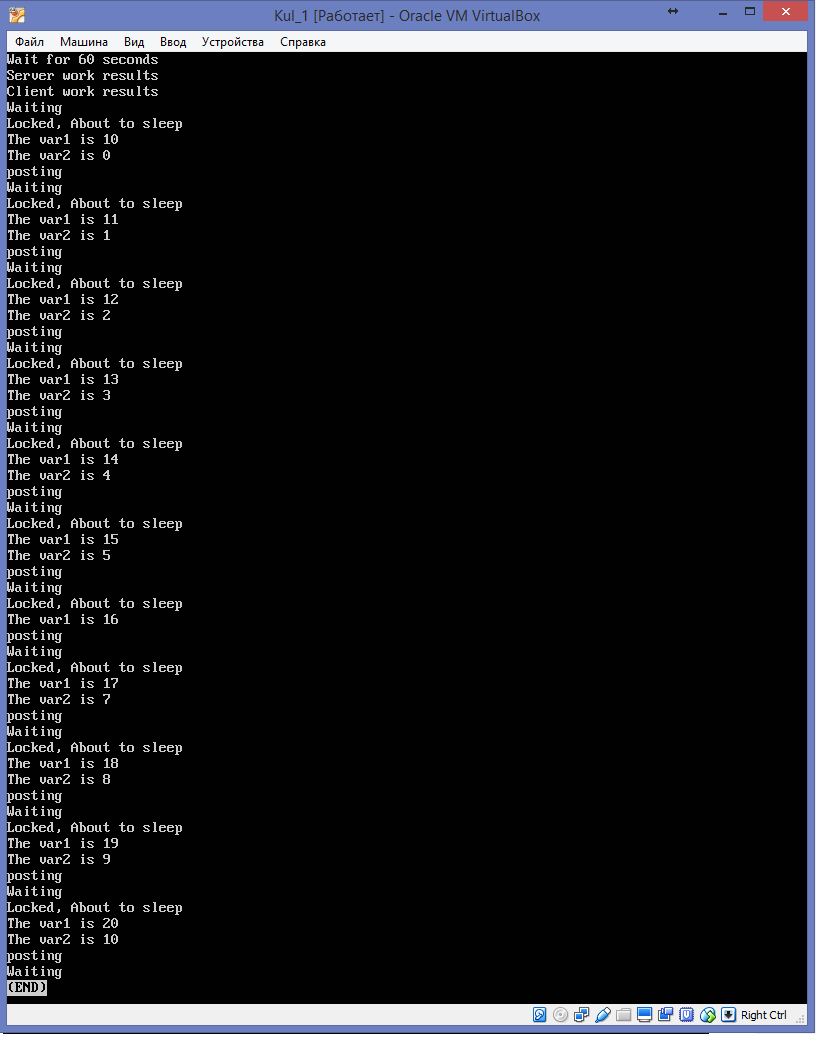 Kul_1 [Работает] - Oracle VM VirtualBox
Файл Машина Вид Ввод Устройства Справка
Wait for 60 seconds
Server work results
Client work results
Waiting
Locked, About to sleep
The var1 is 10
The var2 is 0
posting
Waiting
Locked, About to sleep
The var1 is 11
The var2 is 1
posting
Waiting
Locked, About to sleep
The var1 is 12
The var2 is 2
posting
Waiting
Locked, About to sleep
The var1 is 13
The var2 is 3
posting
Waiting
Locked, About to sleep
The var1 is 14
The var2 is 4
posting
Waiting
Locked, About to sleep
The var1 is 15
The var2 is 5
posting
Waiting
Locked, About to sleep
The var1 is 16
posting
Waiting
Locked, About to sleep
The var1 is 17
The var2 is 7
posting
Waiting
Locked, About to sleep
The var1 is 18
The var2 is 8
posting
Waiting
Locked, About to sleep
The var1 is 19
The var2 is 9
posting
Waiting
Locked, About to sleep
The var1 is 20
The var2 is 10
posting
Waiting
(END)
Right Ctrl